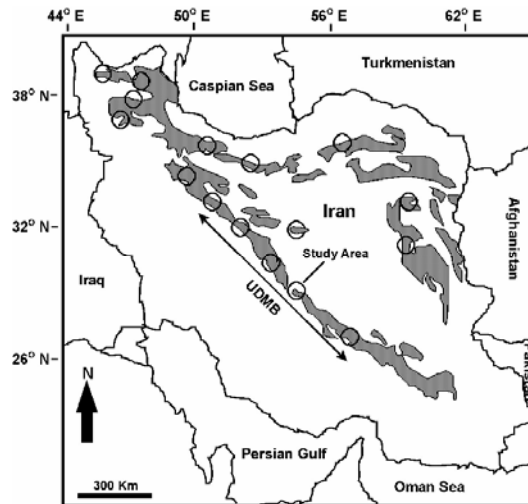 44° E
50° E
56° E
62° E
Turkmenistan
Caspian Sea
38° N
Iran
Afghanistan
32° N
Study Area
Iraq
UDMB
26° N
N
Persian Gulf
300 Km
Oman Sea